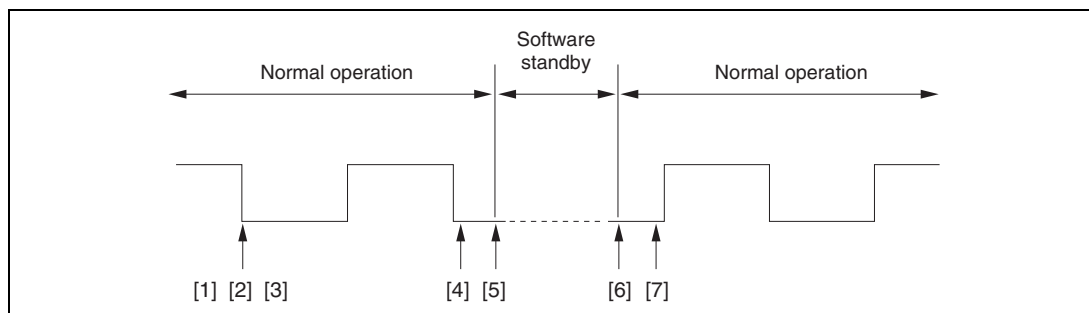 Software
standby
Normal operation
Normal operation
[1] [2] [3]
[4] [5]
[6] [7]